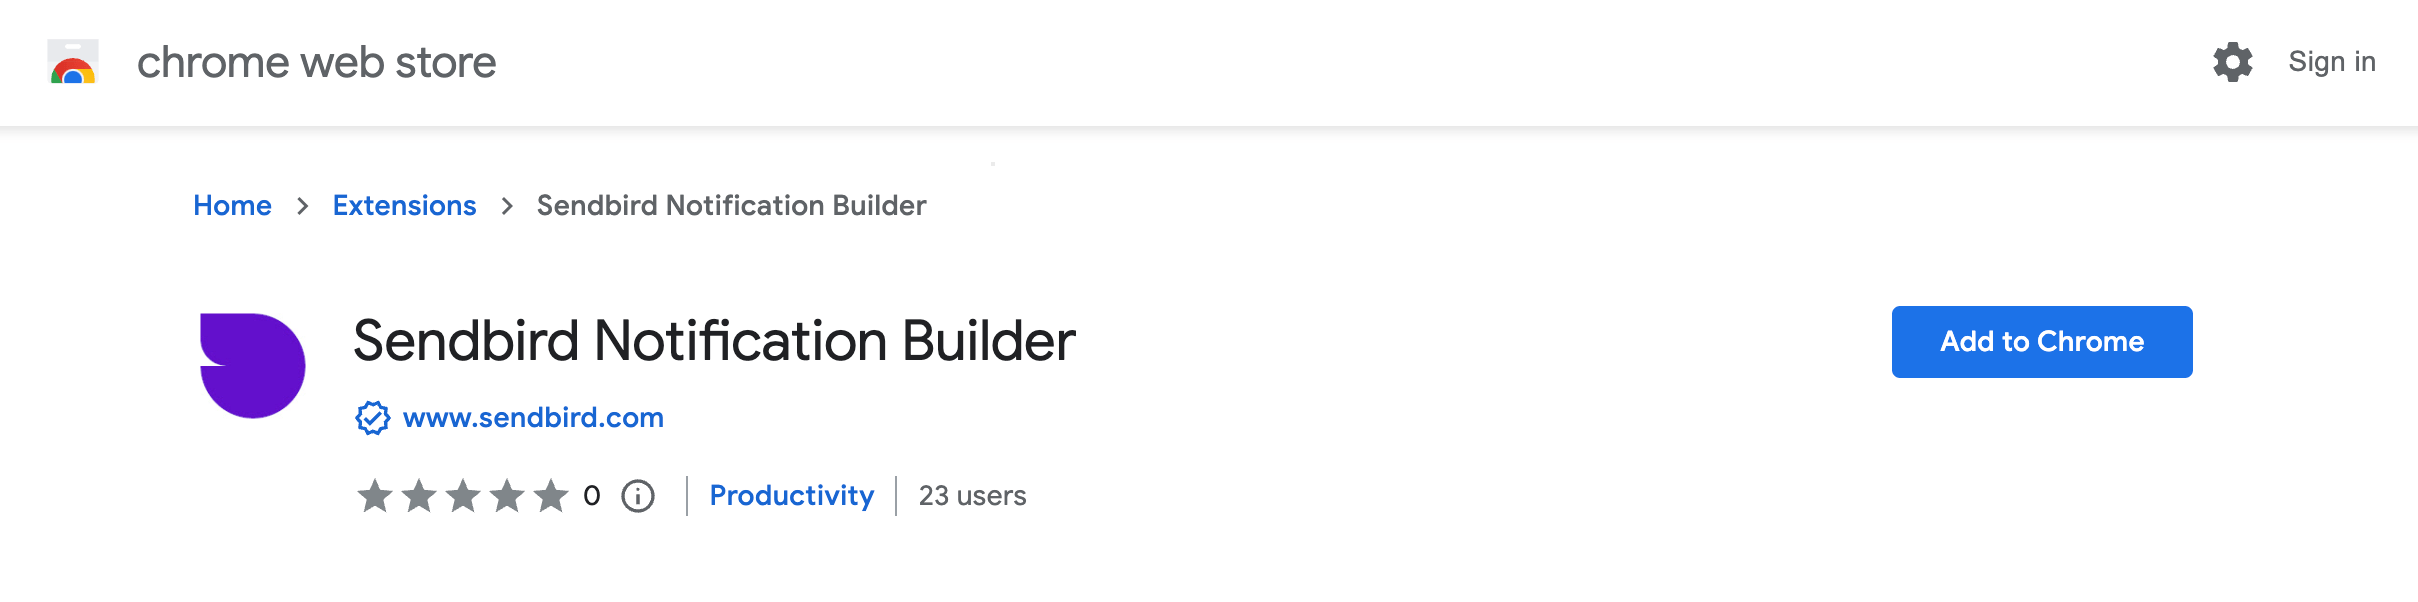 chrome web store
Sign in
Home > Extensions > Sendbird Notification Builder
Sendbird Notification Builder
Add to Chrome
www.sendbird.com
0 | Productivity | 23 users